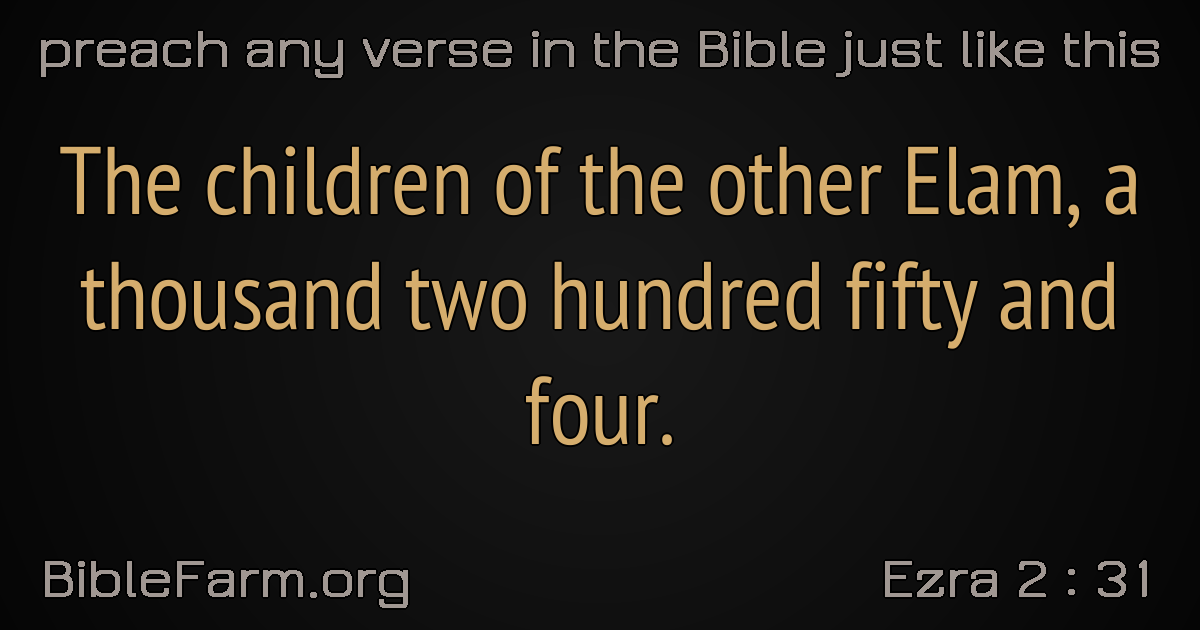 preach any verse in the Bible just like this
The children of the other Elam, a
thousand two hundred fifty and
four.
BibleFarm.org
Ezra 2 : 31